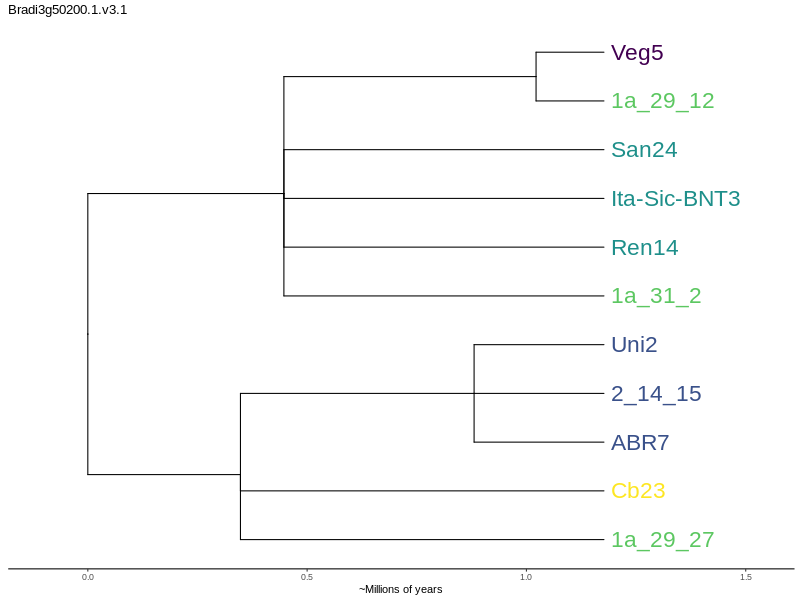 Bradi3g50200.1.v3.1
Veg5
1a_29_12
San24
Ita-Sic-BNT3
Ren14
1a_31_2
Uni2
2_14_15
ABR7
Cb23
1a_29_27
0.0 0.5 1.0 1.5
~Millions of years